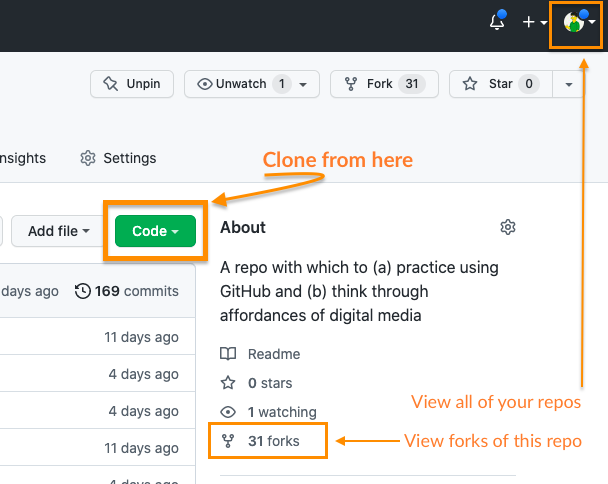 Unpin
Unwatch 1
Fork 31
Star 0
nsights
Settings
Clone from here
Add file
Code
About
A repo with which to (a) practice using
GitHub and (b) think through
affordances of digital media
days ago
169 commits
11 days ago
4 days ago
4 days ago
11 days ago
4 days ago
Readme
0 stars
1 watching
31 forks
View all of your repos
View forks of this repo